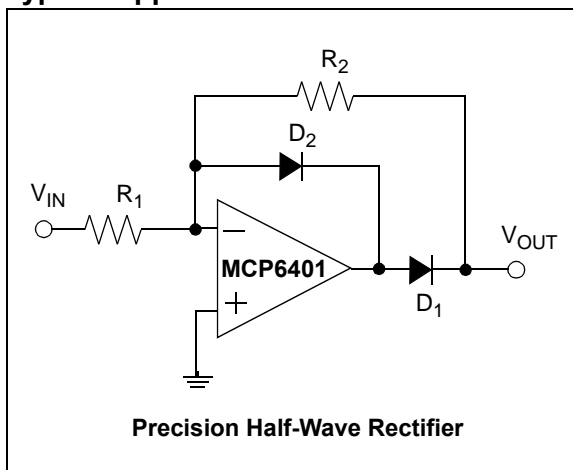 R2
D2
VIN
R1
VOUT
−
MCP6401
+
D1
Precision Half-Wave Rectifier